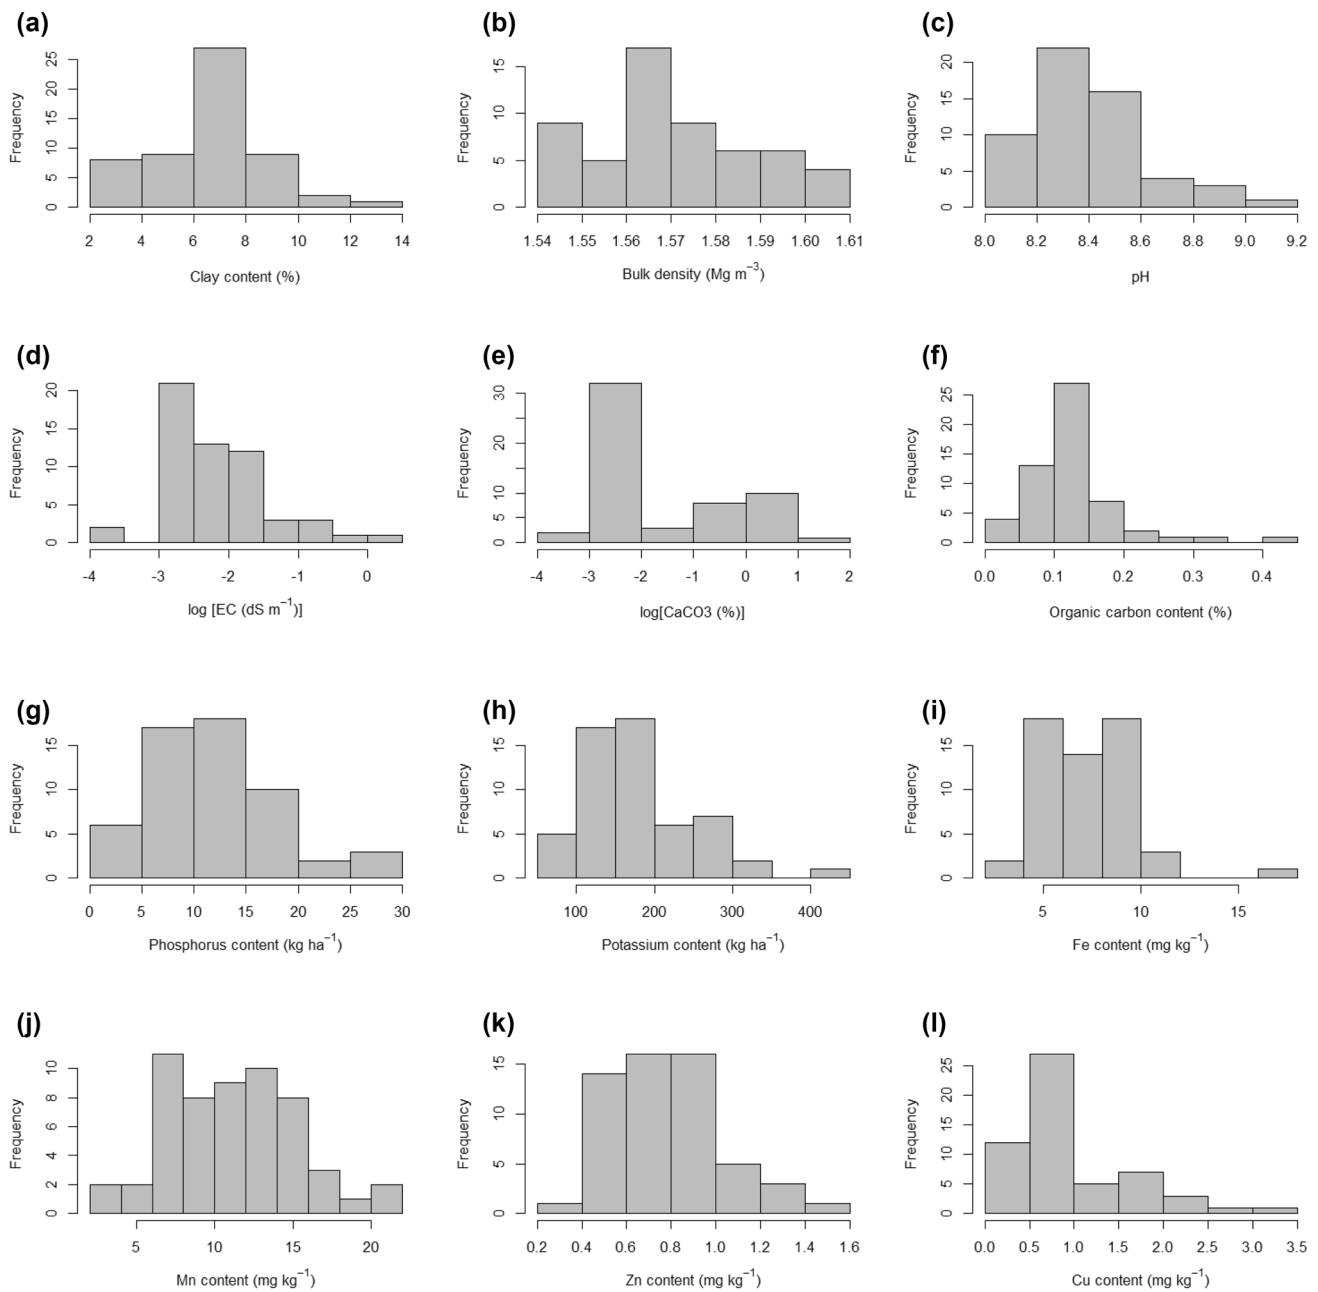 (a)
Frequency
0 5 10 15 20 25
2 4 6 8 10 12 14
Clay content (%)
(b)
Frequency
0 5 10 15
1.54 1.55 1.56 1.57 1.58 1.59 1.60 1.61
Bulk density (Mg m−3)
(c)
Frequency
0 5 10 15 20
8.0 8.2 8.4 8.6 8.8 9.0 9.2
pH
(d)
Frequency
0 5 10 15 20
-4 -3 -2 -1 0
log [EC (dS m−1)]
(e)
Frequency
0 5 10 20 30
-4 -3 -2 -1 0 1 2
log[CaCO3 (%)]
(f)
Frequency
0 5 10 15 20 25
0.0 0.1 0.2 0.3 0.4
Organic carbon content (%)
(g)
Frequency
0 5 10 15
0 5 10 15 20 25 30
Phosphorus content (kg ha−1)
(h)
Frequency
0 5 10 15
100 200 300 400
Potassium content (kg ha−1)
(i)
Frequency
0 5 10 15
5 10 15
Fe content (mg kg−1)
(j)
Frequency
0 2 4 6 8 10
5 10 15 20
Mn content (mg kg−1)
(k)
Frequency
0 5 10 15
0.2 0.4 0.6 0.8 1.0 1.2 1.4 1.6
Zn content (mg kg−1)
(l)
Frequency
0 5 10 15 20 25
0.0 0.5 1.0 1.5 2.0 2.5 3.0 3.5
Cu content (mg kg−1)